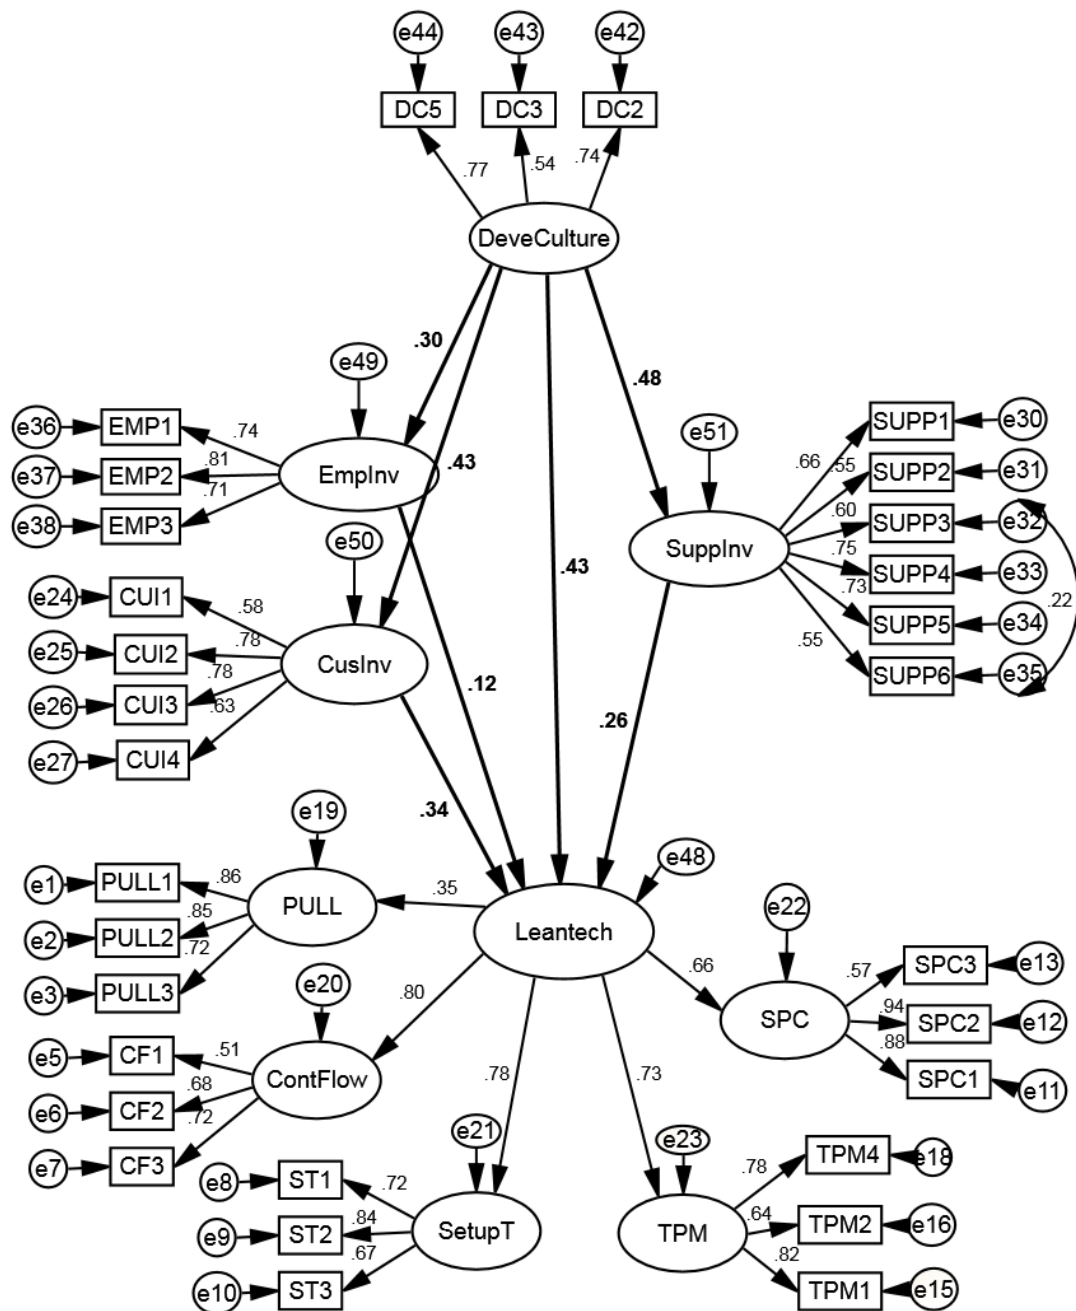 e44 e43 e42
DC5 DC3 DC2
.77 .54 .74
DeveCulture
.30
e49
.48
e36 EMP1 .74
e51
SUPP1 e30
e37 EMP2 .81
EmpInv
.43
.66 .55 SUPP2 e31
e38 EMP3 .71
.60 SUPP3 e32
e50
SuppInv
.43
.75 SUPP4 e33
e24 CUI1 .58
.73 SUPP5 e34 .22
e25 CUI2 .78
CusInv
.55 SUPP6 e35
e26 CUI3 .78
.12
e27 CUI4 .63
.26
.34
e19
e48
e1 PULL1 .86
PULL
.35
Leantech
e22
e2 PULL2 .85
e3 PULL3 .72
.66
.57 SPC3 e13
e20
.80
SPC
.94 SPC2 e12
e5 CF1 .51
ContFlow
.88 SPC1 e11
e6 CF2 .68
.78 .73
e7 CF3 .72
e21
e23
.78 TPM4 e18
e8 ST1 .72
e9 ST2 .84
SetupT
TPM
.64 TPM2 e16
e10 ST3 .67
.82 TPM1 e15